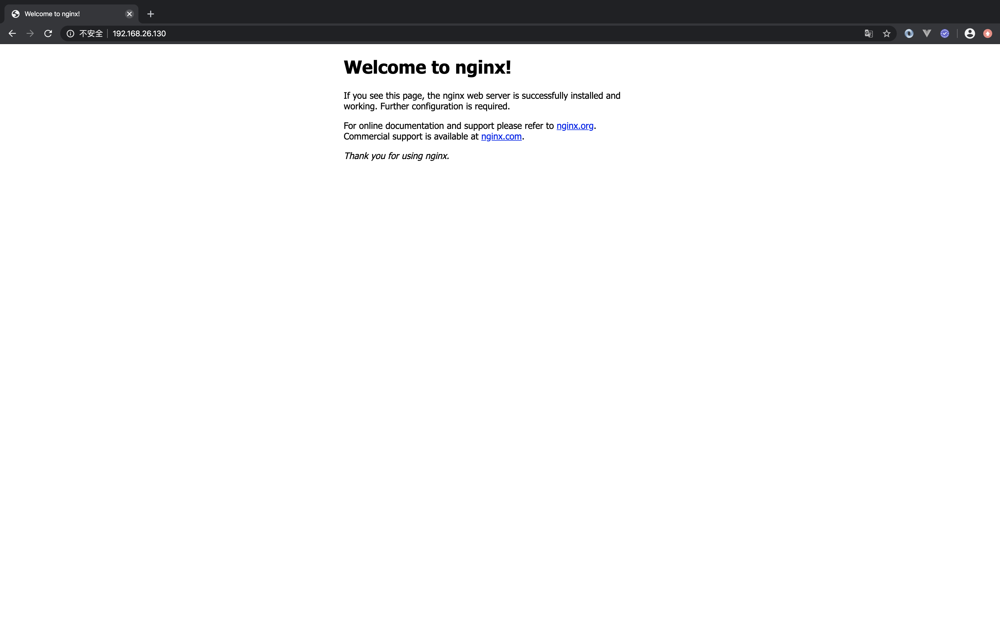 Welcome to nginx!
不安全
192.168.26.130
Welcome to nginx!
If you see this page, the nginx web server is successfully installed and
working. Further configuration is required.
For online documentation and support please refer to nginx.org.
Commercial support is available at nginx.com.
Thank you for using nginx.